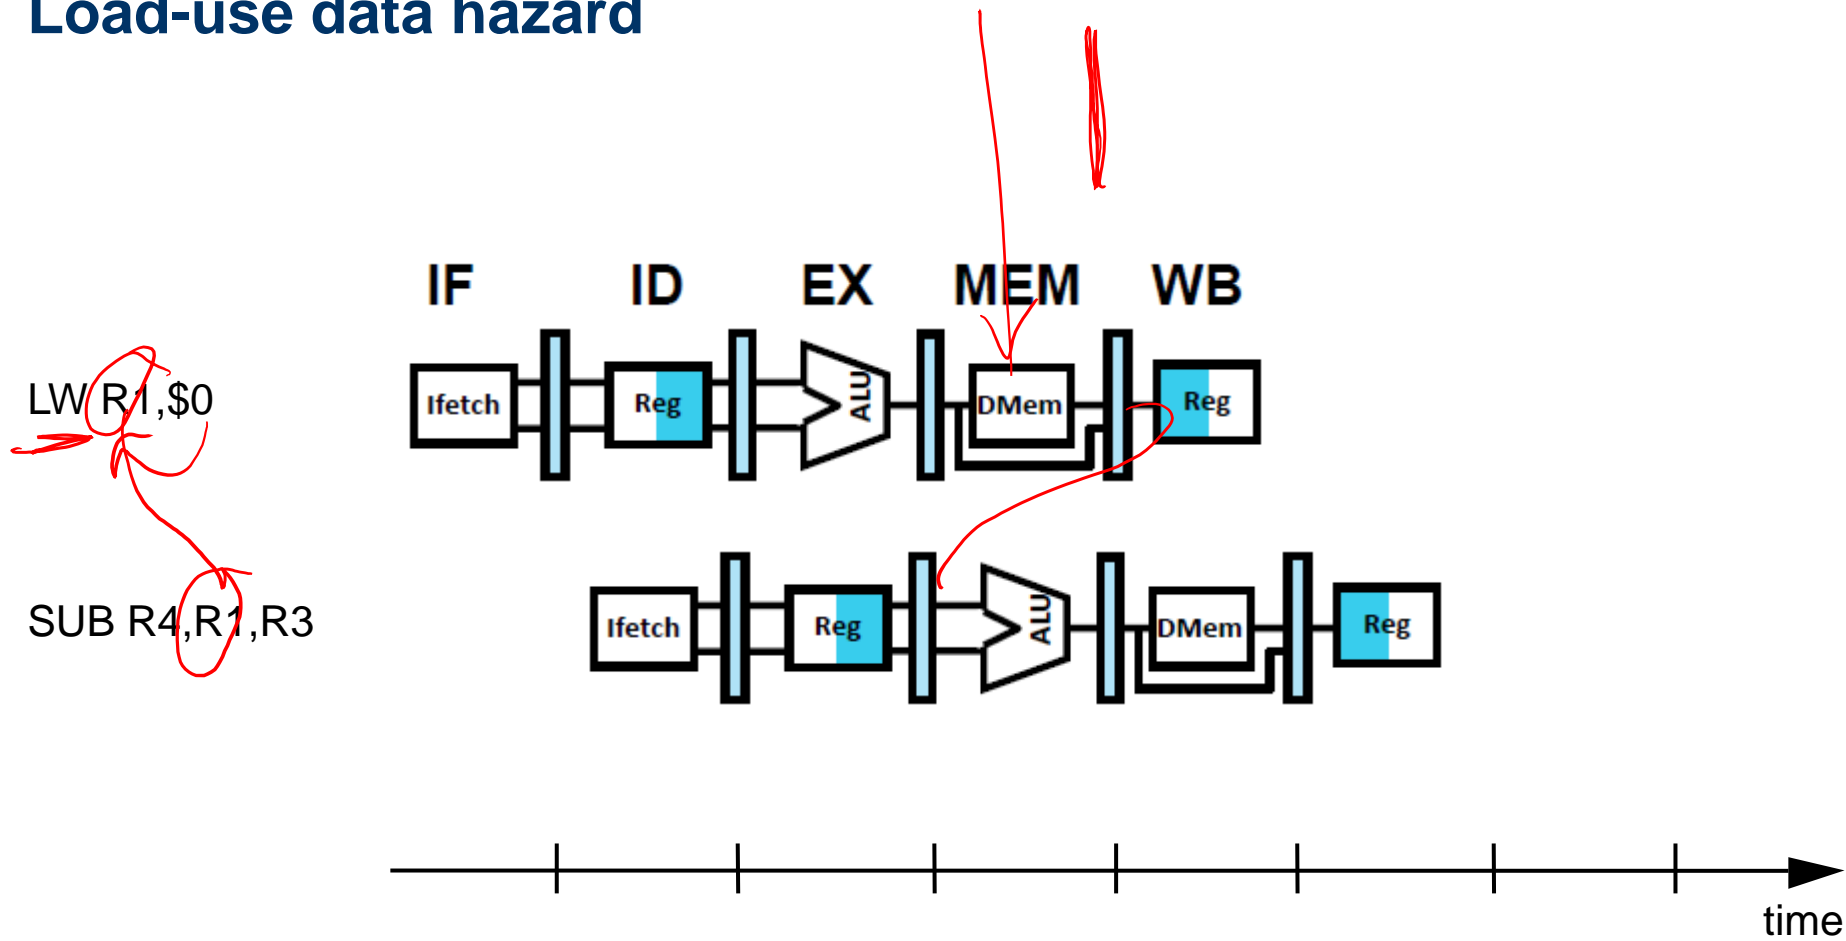 Load-use data hazard
IF ID EX MEM WB
LW R1,$0
Ifetch Reg ALU DMem Reg
SUB R4,R1,R3
Ifetch Reg ALU DMem Reg
time